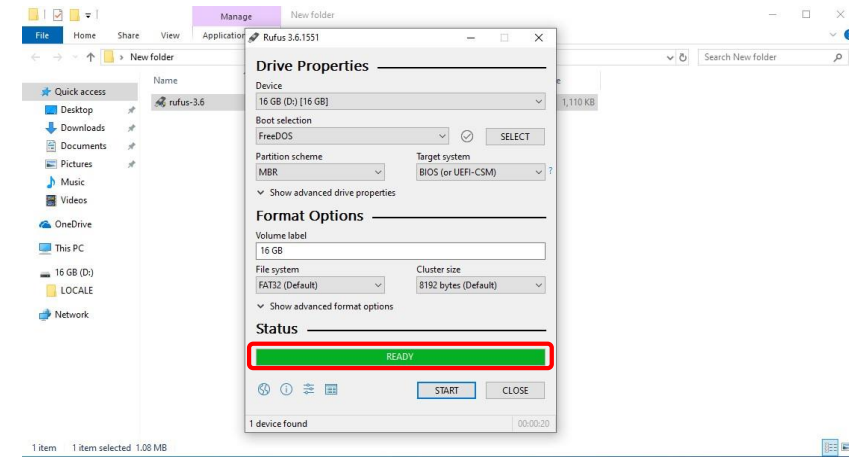 Manage
New folder
File
Home
Share
View
Application
New folder
Search New folder
Name
Quick access
Desktop
Downloads
Documents
Pictures
Music
Videos
OneDrive
This PC
16 GB (D:)
LOCALE
Network
rufus-3.6
1,110 KB
Rufus 3.6.1551
Drive Properties
Device
16 GB (D:) [16 GB]
Boot selection
FreeDOS
SELECT
Partition scheme
Target system
MBR
BIOS (or UEFI-CSM)
?
Show advanced drive properties
Format Options
Volume label
16 GB
File system
Cluster size
FAT32 (Default)
8192 bytes (Default)
Show advanced format options
Status
READY
START
CLOSE
1 device found
00:00:20
1 item
1 item selected 1.08 MB